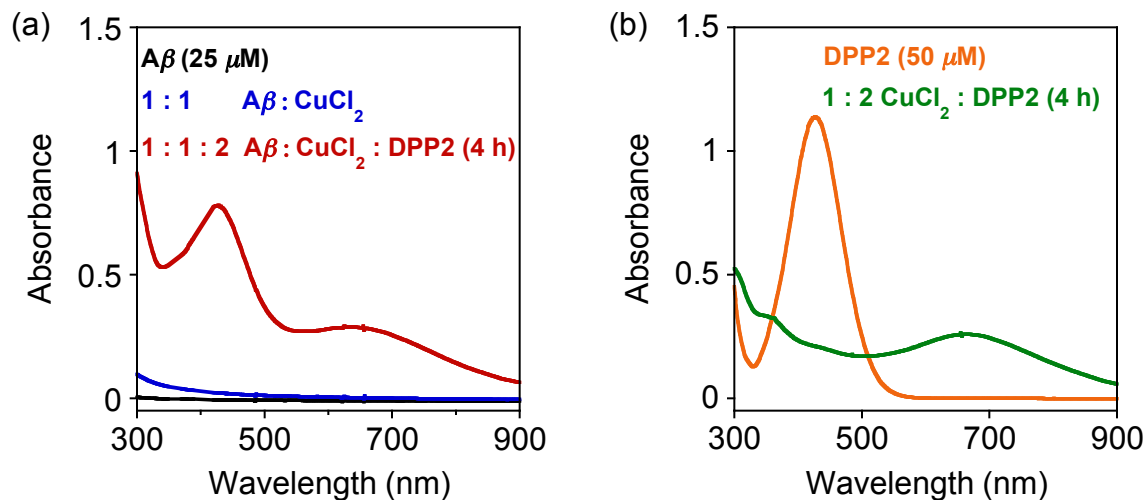 (a)
Absorbance
1.5
1
0.5
0
Aβ (25 μM)
1 : 1 Aβ : CuCl2
1 : 1 : 2 Aβ : CuCl2 : DPP2 (4 h)
300 500 700 900
Wavelength (nm)
(b)
Absorbance
1.5
1
0.5
0
DPP2 (50 μM)
1 : 2 CuCl2 : DPP2 (4 h)
300 500 700 900
Wavelength (nm)